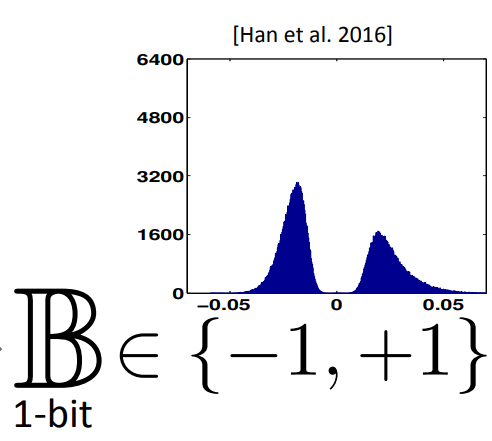 [Han et al. 2016]
6400
4800
3200
1600
0
−0.05 0 0.05
𝔹 ∈ {−1, +1}
1-bit